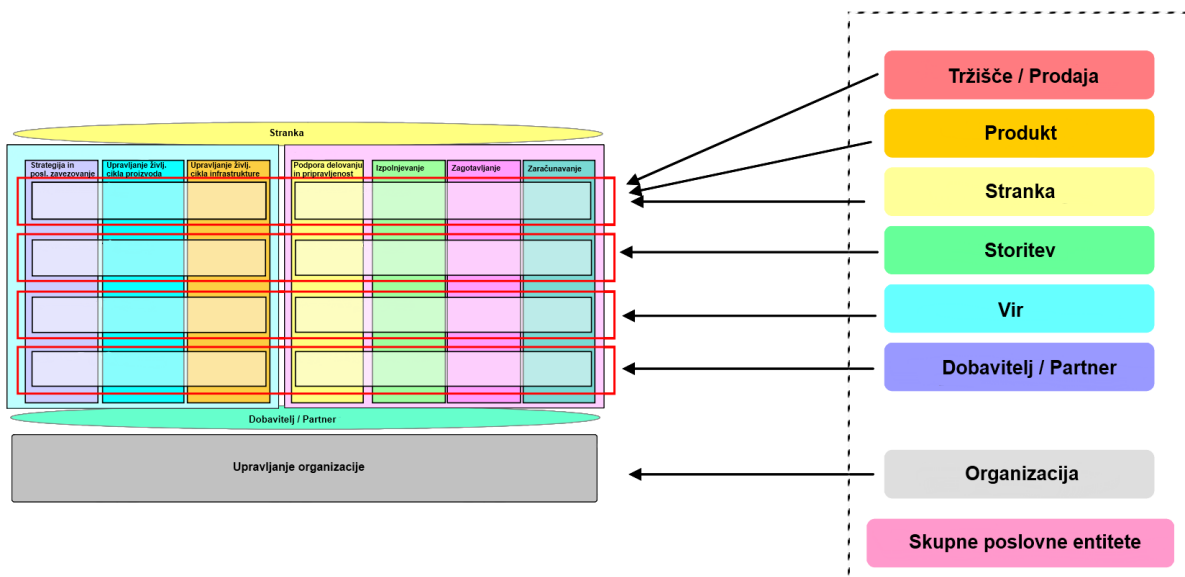 Stranka
Strategija in
posl. zavezovanje
Upravljanje življ.
cikla proizvoda
Upravljanje življ.
cikla infrastrukture
Podpora delovanju
in pripravljenost
Izpolnjevanje
Zagotavljanje
Zaračunavanje
Dobavitelj / Partner
Upravljanje organizacije
Tržišče / Prodaja
Produkt
Stranka
Storitev
Vir
Dobavitelj / Partner
Organizacija
Skupne poslovne entitete